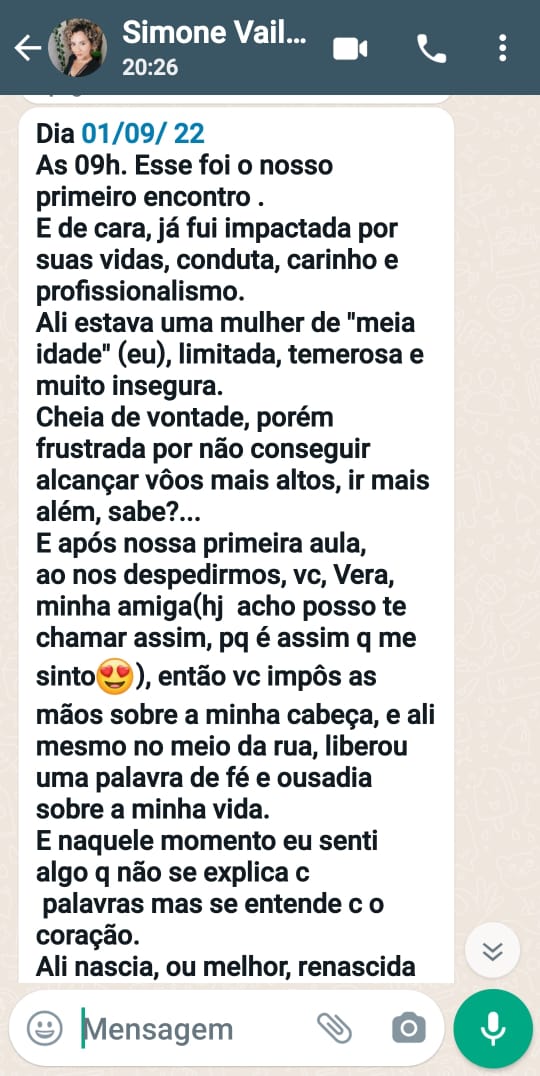 Simone Vail...
20:26
Dia 01/09/ 22
As 09h. Esse foi o nosso
primeiro encontro .
E de cara, já fui impactada por
suas vidas, conduta, carinho e
profissionalismo.
Ali estava uma mulher de "meia
idade" (eu), limitada, temerosa e
muito insegura.
Cheia de vontade, porém
frustrada por não conseguir
alcançar vôos mais altos, ir mais
além, sabe?...
E após nossa primeira aula,
ao nos despedirmos, vc, Vera,
minha amiga(hj  acho posso te
chamar assim, pq é assim q me
sinto😍), então vc impôs as
mãos sobre a minha cabeça, e ali
mesmo no meio da rua, liberou
uma palavra de fé e ousadia
sobre a minha vida.
E naquele momento eu senti
algo q não se explica c
palavras mas se entende c o
coração.
Ali nascia, ou melhor, renascida
Mensagem